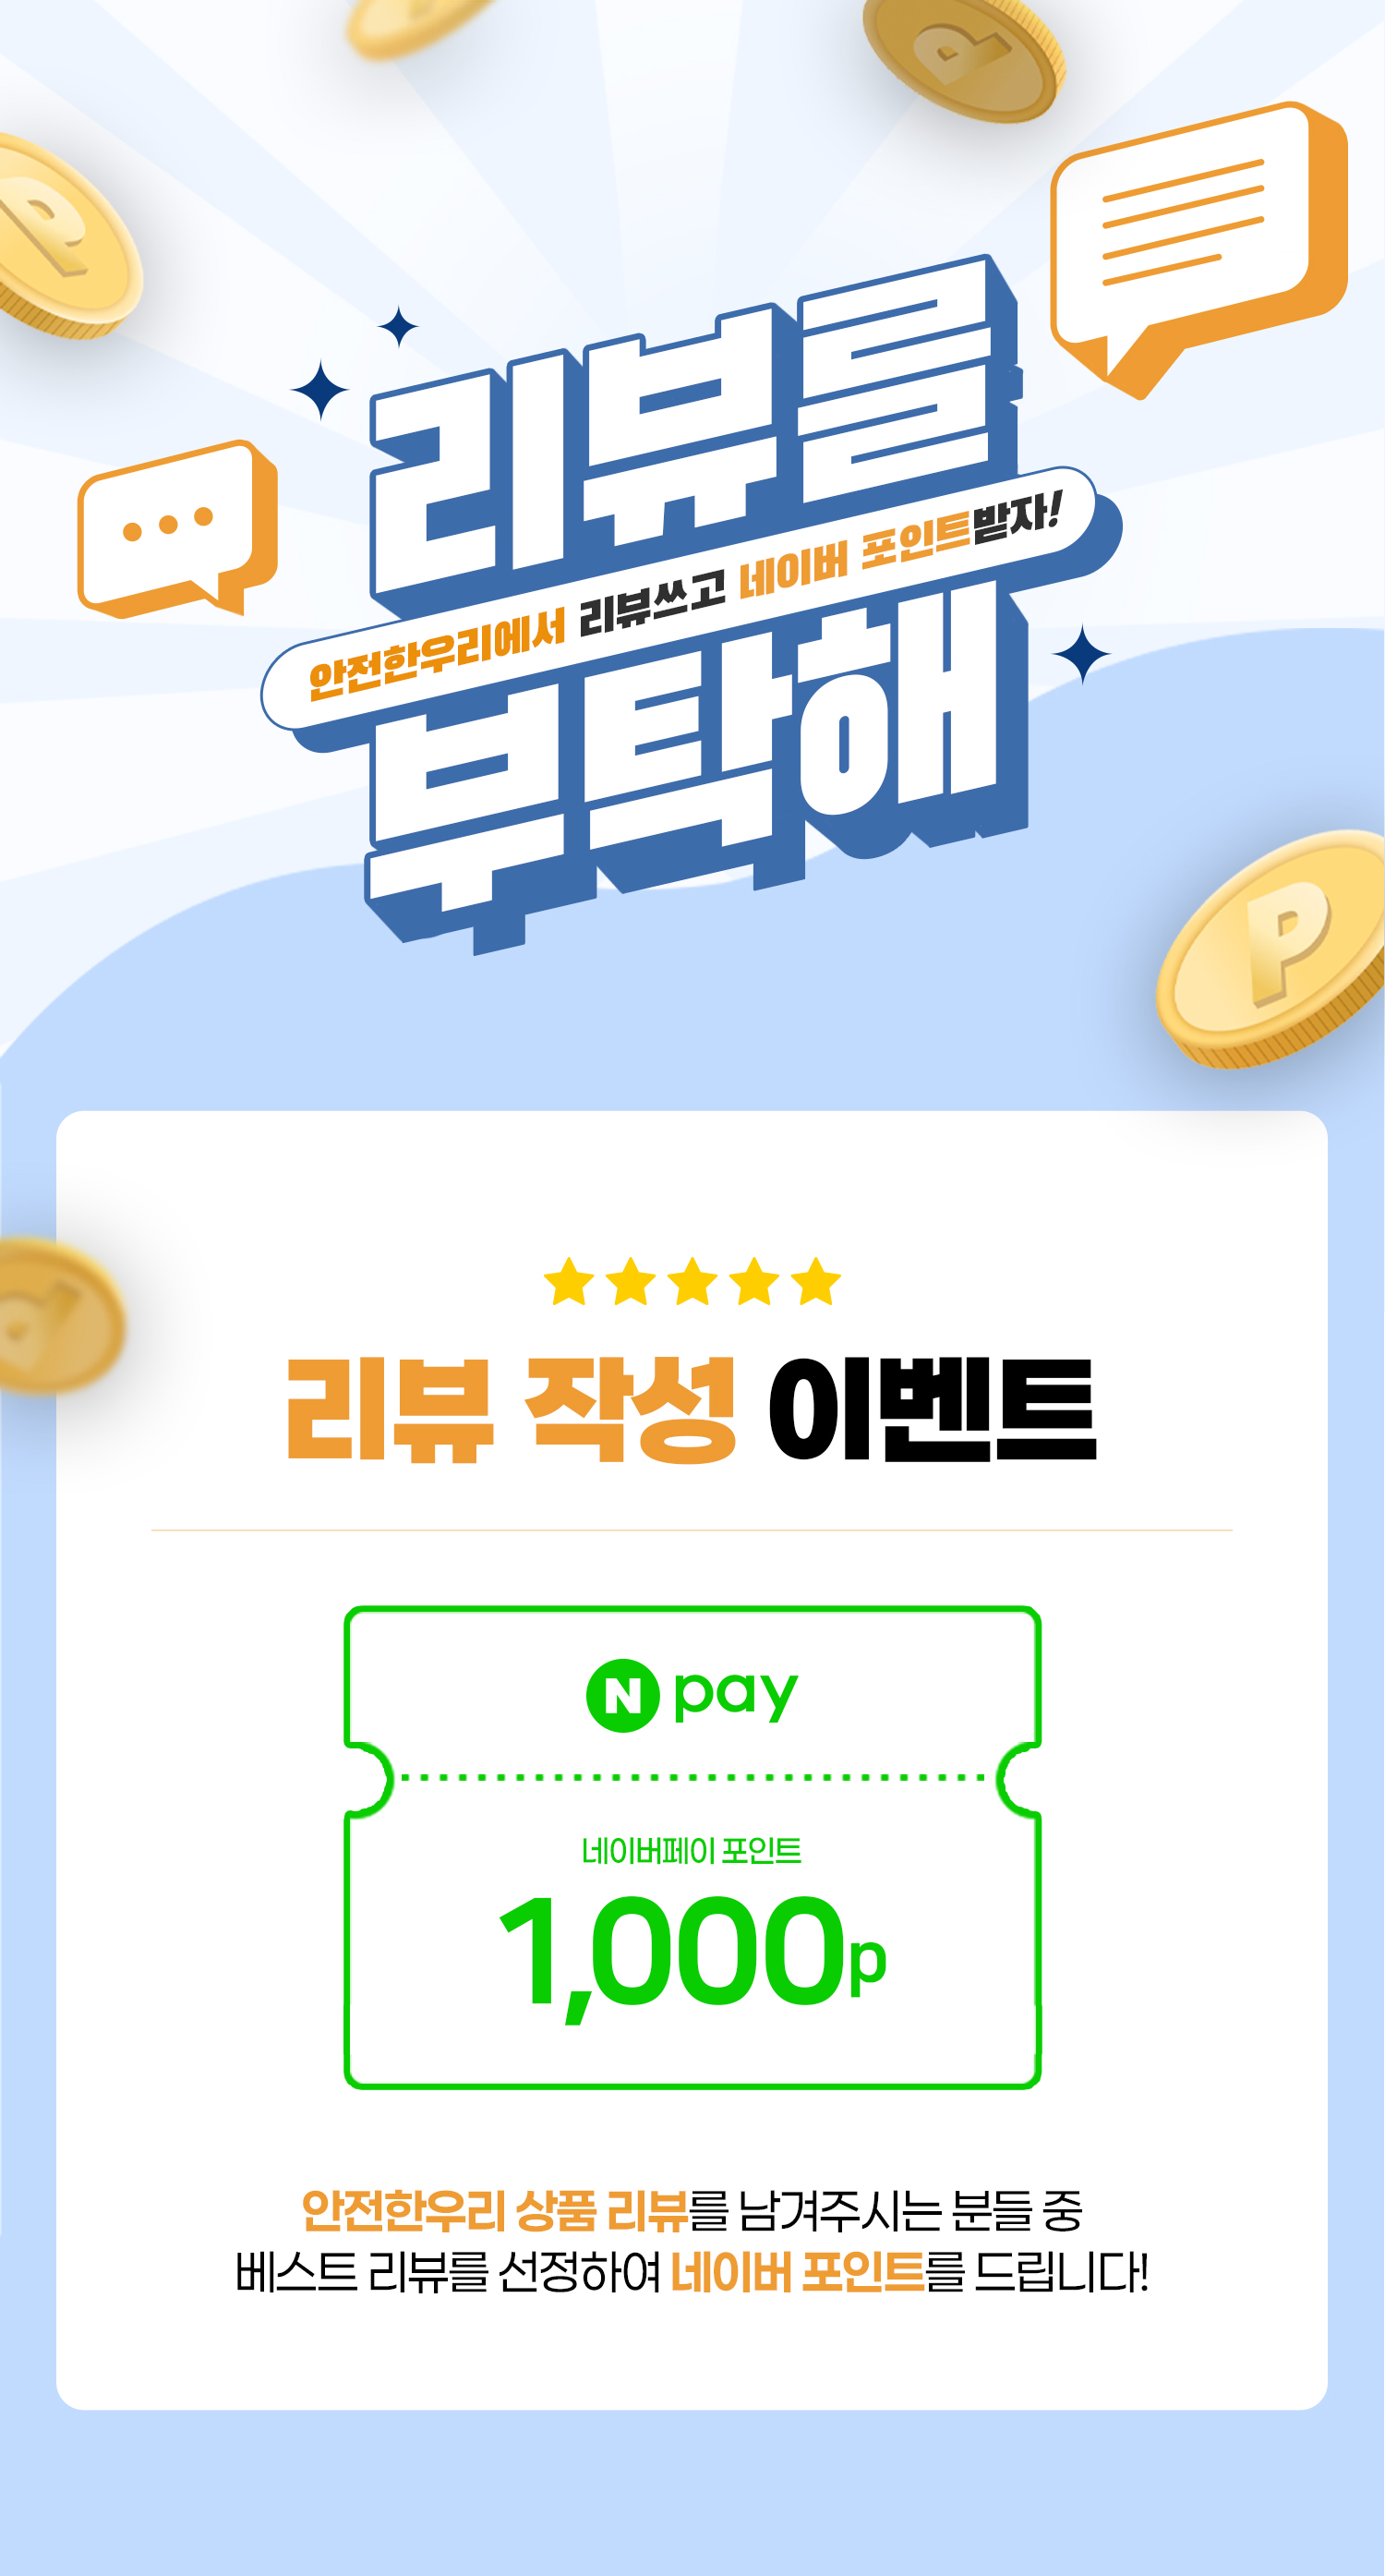 리뷰를
안전한우리에서 리뷰쓰고 네이버 포인트받자!
부탁해
P
P
P
P
리뷰 작성 이벤트
N pay
네이버페이 포인트
1,000p
안전한우리 상품 리뷰를 남겨주시는 분들 중
베스트 리뷰를 선정하여 네이버 포인트를 드립니다!